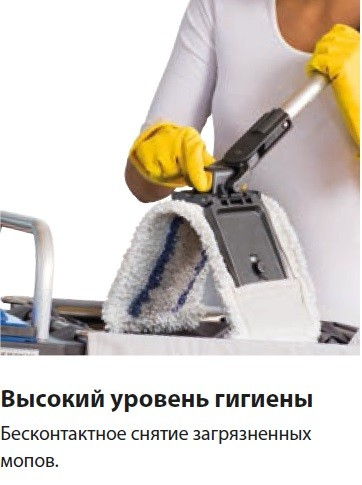 Высокий уровень гигиены
Бесконтактное снятие загрязненных
мопов.